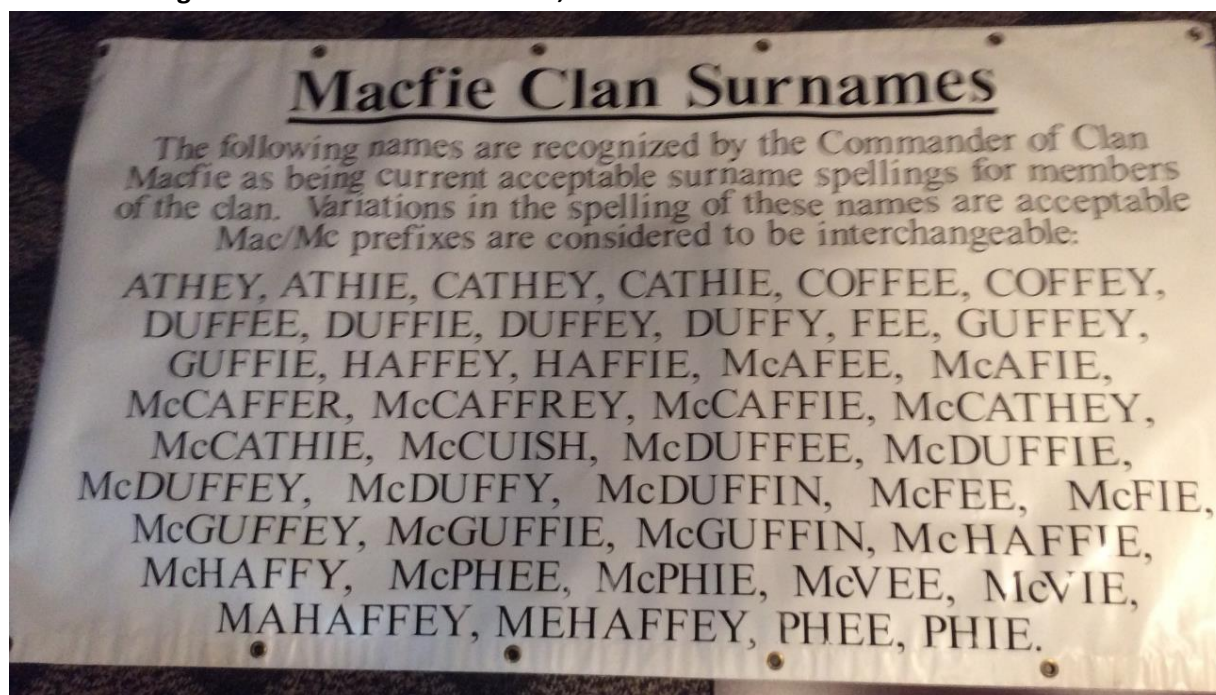 Macfie Clan Surnames
The following names are recognized by the Commander of Clan
Macfie as being current acceptable surname spellings for members
of the clan. Variations in the spelling of these names are acceptable
Mac/Mc prefixes are considered to be interchangeable:
ATHEY, ATHIE, CATHEY, CATHIE, COFFEE, COFFEY,
DUFFEE, DUFFIE, DUFFEY, DUFFY, FEE, GUFFEY,
GUFFIE, HAFFEY, HAFFIE, McAFEE, McAFIE,
McCAFFER, McCAFFREY, McCAFFIE, McCATHEY,
McCATHIE, McCUISH, McDUFFEE, McDUFFIE,
McDUFFEY, McDUFFY, McDUFFIN, McFEE, McFIE,
McGUFFEY, McGUFFIE, McGUFFIN, McHAFFIE,
McHAFFY, McPHEE, McPHIE, McVEE, McVIE,
MAHAFFEY, MEHAFFEY, PHEE, PHIE.